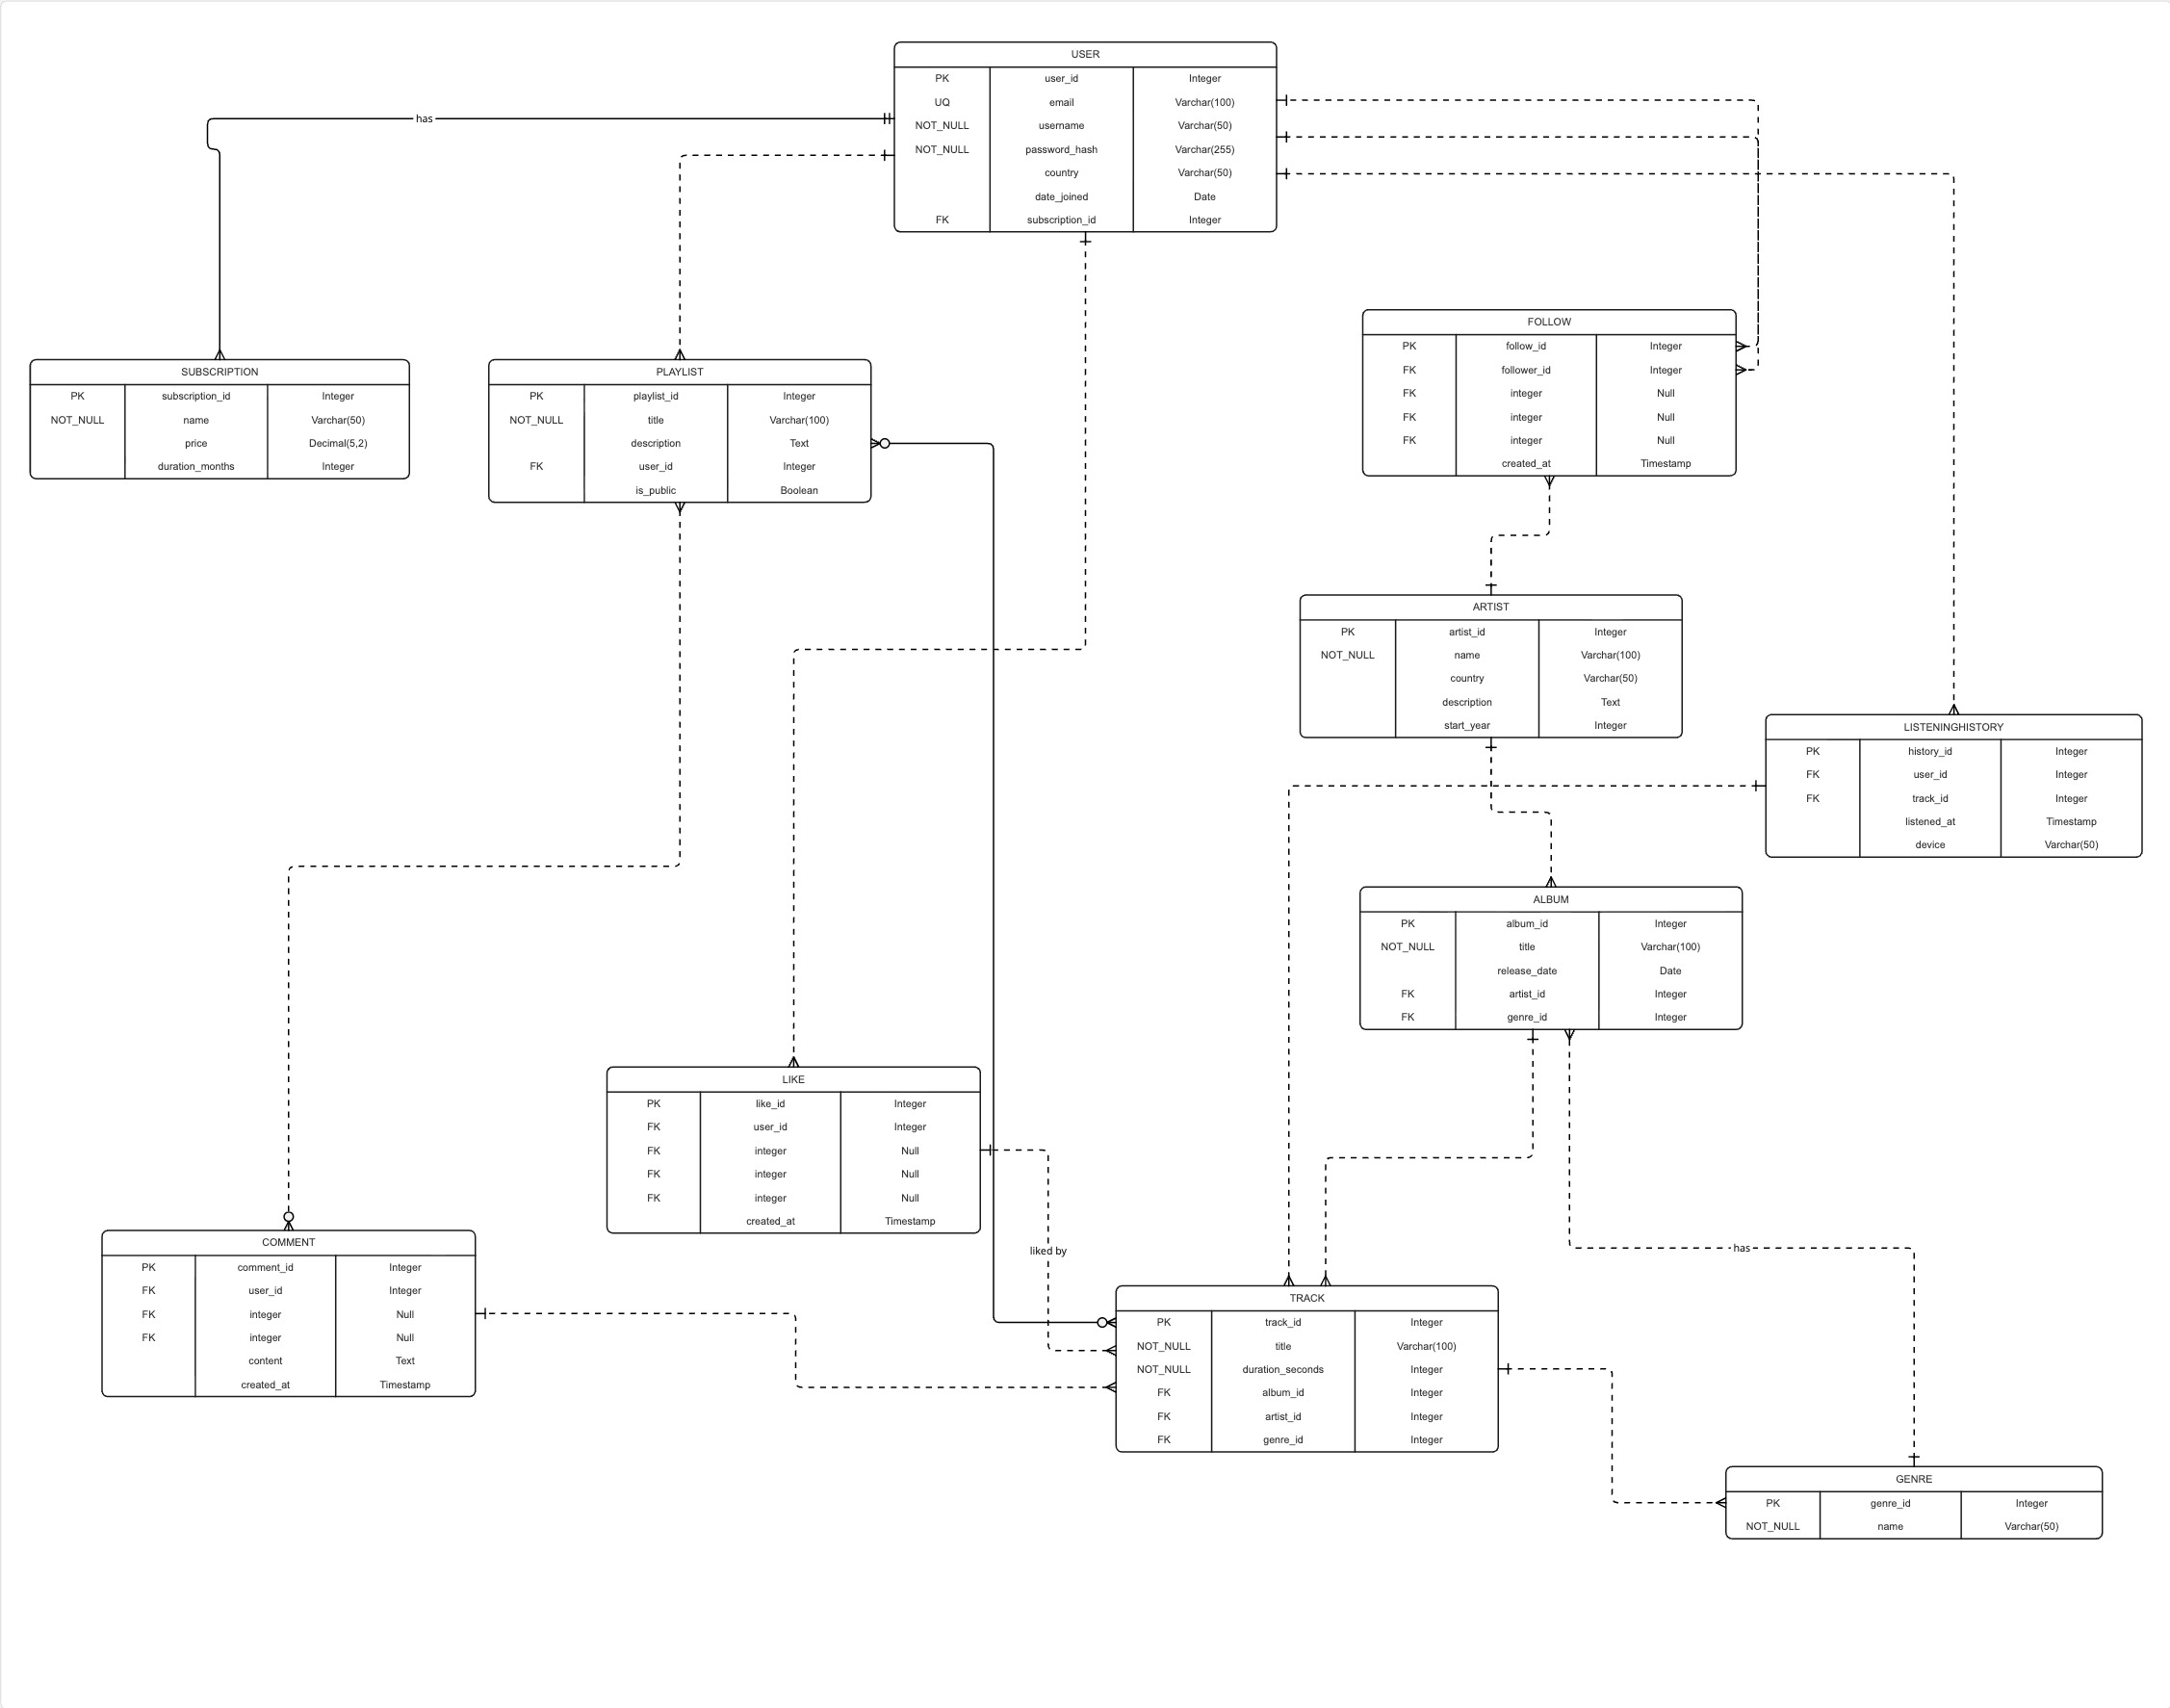 USER
PK user_id Integer
UQ email Varchar(100)
NOT_NULL username Varchar(50)
NOT_NULL password_hash Varchar(255)
country Varchar(50)
date_joined Date
FK subscription_id Integer
has
SUBSCRIPTION
PK subscription_id Integer
NOT_NULL name Varchar(50)
price Decimal(5,2)
duration_months Integer
PLAYLIST
PK playlist_id Integer
NOT_NULL title Varchar(100)
description Text
FK user_id Integer
is_public Boolean
FOLLOW
PK follow_id Integer
FK follower_id Integer
FK integer Null
FK integer Null
FK integer Null
created_at Timestamp
ARTIST
PK artist_id Integer
NOT_NULL name Varchar(100)
country Varchar(50)
description Text
start_year Integer
LISTENINGHISTORY
PK history_id Integer
FK user_id Integer
FK track_id Integer
listened_at Timestamp
device Varchar(50)
ALBUM
PK album_id Integer
NOT_NULL title Varchar(100)
release_date Date
FK artist_id Integer
FK genre_id Integer
LIKE
PK like_id Integer
FK user_id Integer
FK integer Null
FK integer Null
FK integer Null
created_at Timestamp
liked by
has
COMMENT
PK comment_id Integer
FK user_id Integer
FK integer Null
FK integer Null
content Text
created_at Timestamp
TRACK
PK track_id Integer
NOT_NULL title Varchar(100)
NOT_NULL duration_seconds Integer
FK album_id Integer
FK artist_id Integer
FK genre_id Integer
GENRE
PK genre_id Integer
NOT_NULL name Varchar(50)